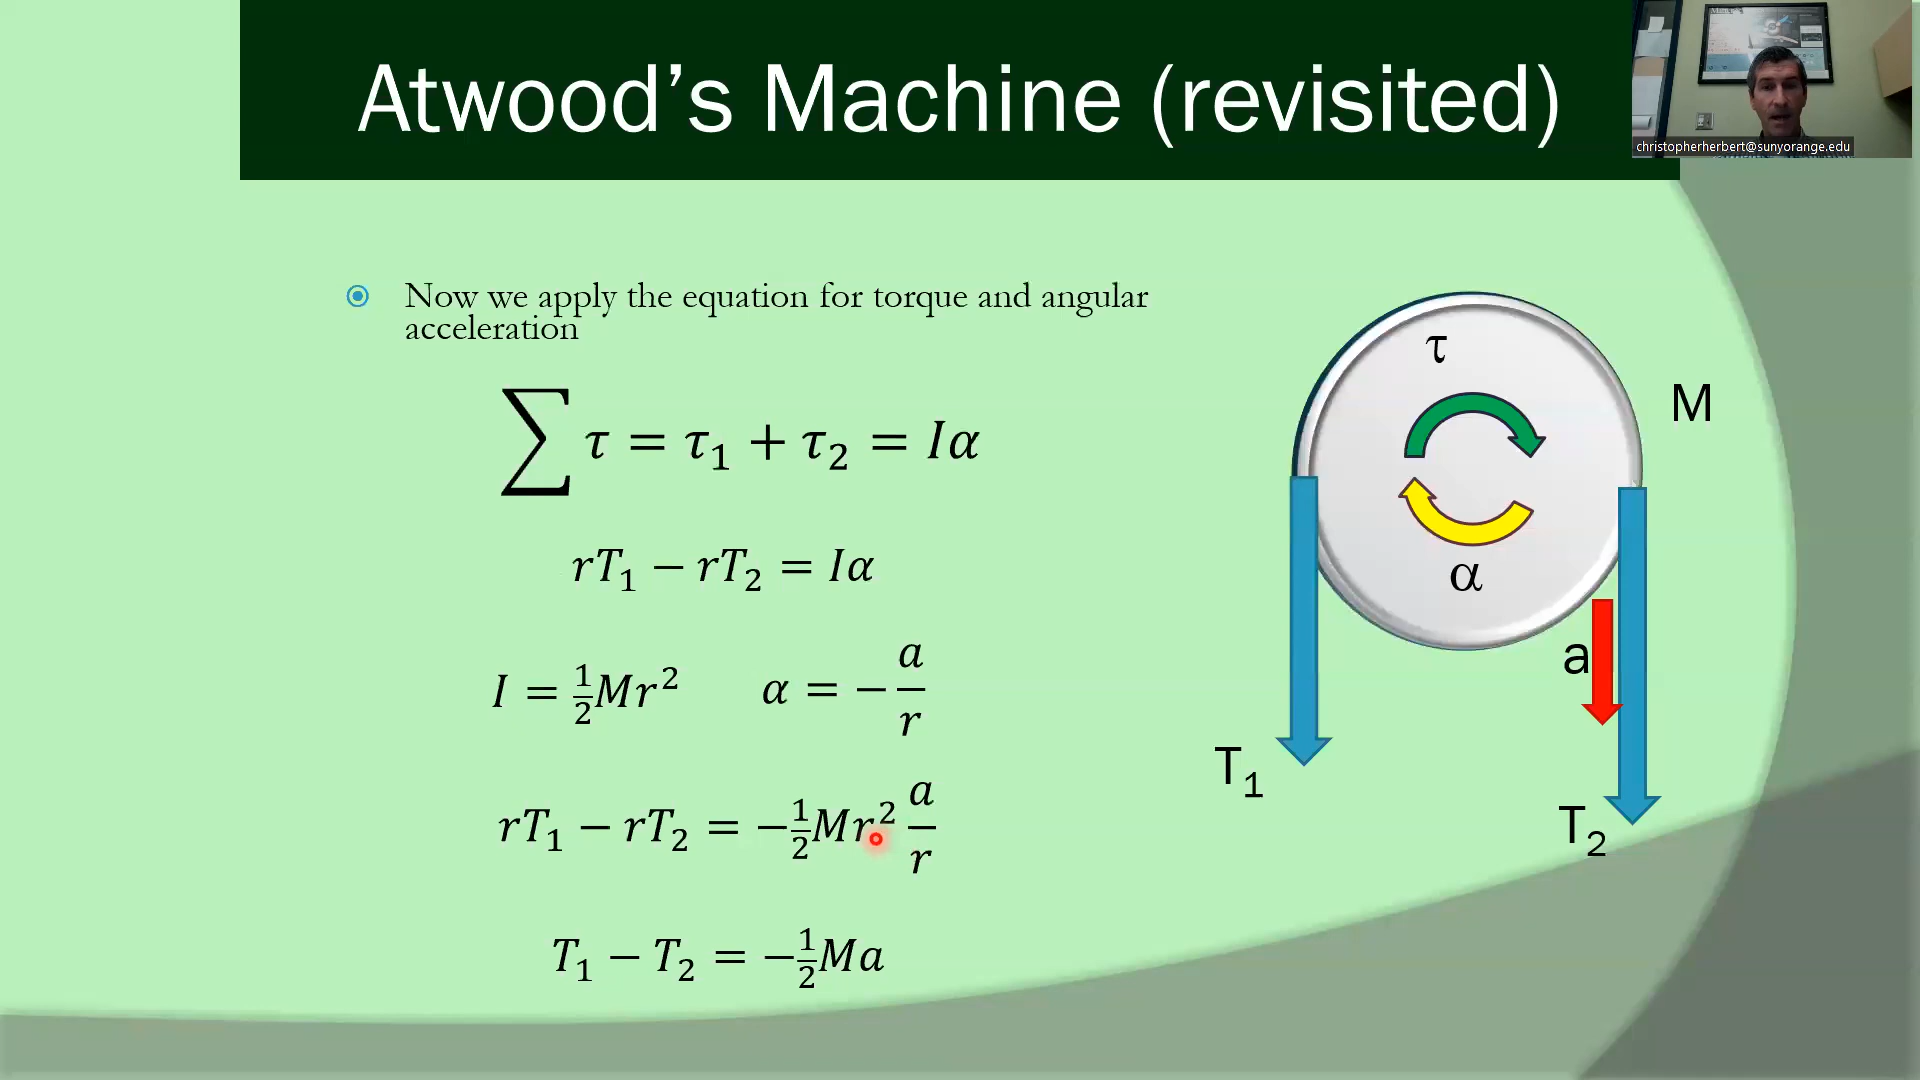 Atwood's Machine (revisited)
christopherherbert@sunyorange.edu
Now we apply the equation for torque and angular
acceleration
∑ τ = τ₁ + τ₂ = Iα
rT₁ − rT₂ = Iα
I = ½Mr² α = − a/r
rT₁ − rT₂ = −½Mr² a/r
T₁ − T₂ = −½Ma
τ
M
α
a
T₁
T₂